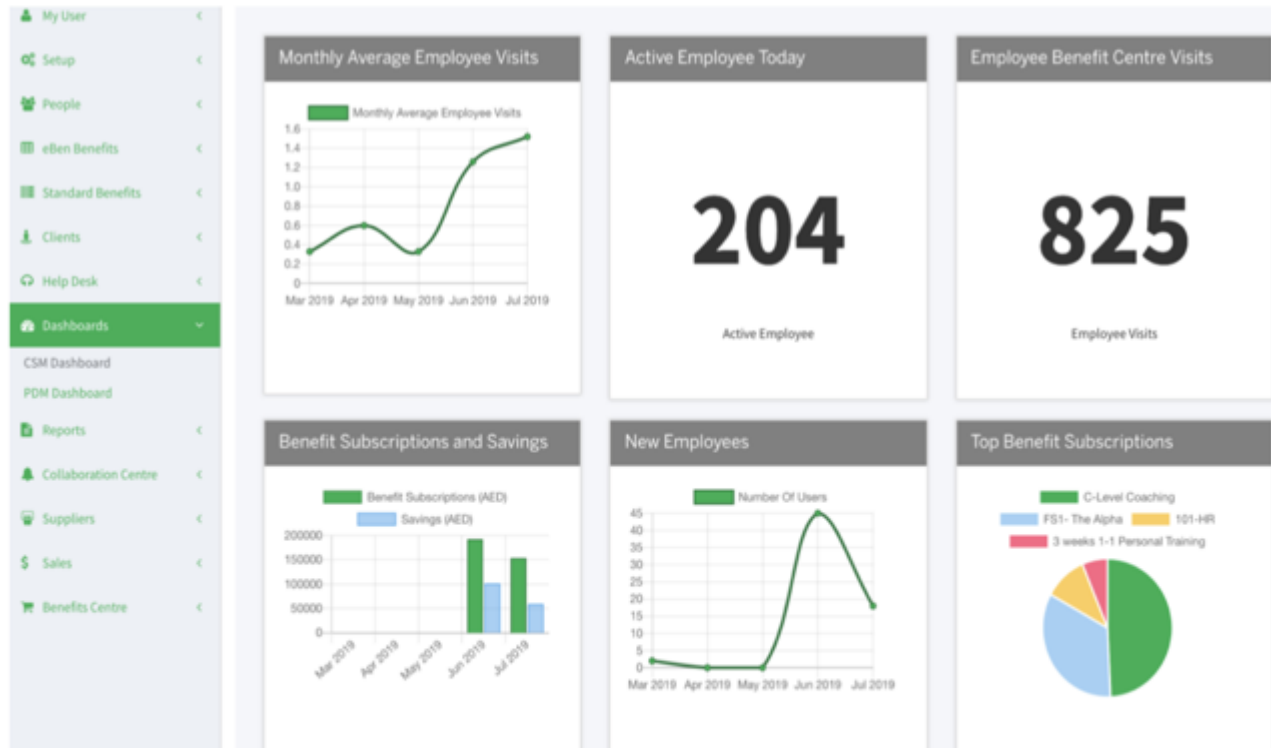 My User
Setup
People
eBen Benefits
Standard Benefits
Clients
Help Desk
Dashboards
CSM Dashboard
PDM Dashboard
Reports
Collaboration Centre
Suppliers
$ Sales
Benefits Centre
Monthly Average Employee Visits
Monthly Average Employee Visits
1.6
1.4
1.2
1.0
0.8
0.6
0.4
0.2
0
Mar 2019 Apr 2019 May 2019 Jun 2019 Jul 2019
Active Employee Today
204
Active Employee
Employee Benefit Centre Visits
825
Employee Visits
Benefit Subscriptions and Savings
Benefit Subscriptions (AED)
Savings (AED)
200000
150000
100000
50000
0
Mar 2019 Apr 2019 May 2019 Jun 2019 Jul 2019
New Employees
Number Of Users
45
40
35
30
25
20
15
10
5
0
Mar 2019 Apr 2019 May 2019 Jun 2019 Jul 2019
Top Benefit Subscriptions
C-Level Coaching
FS1- The Alpha 101-HR
3 weeks 1-1 Personal Training